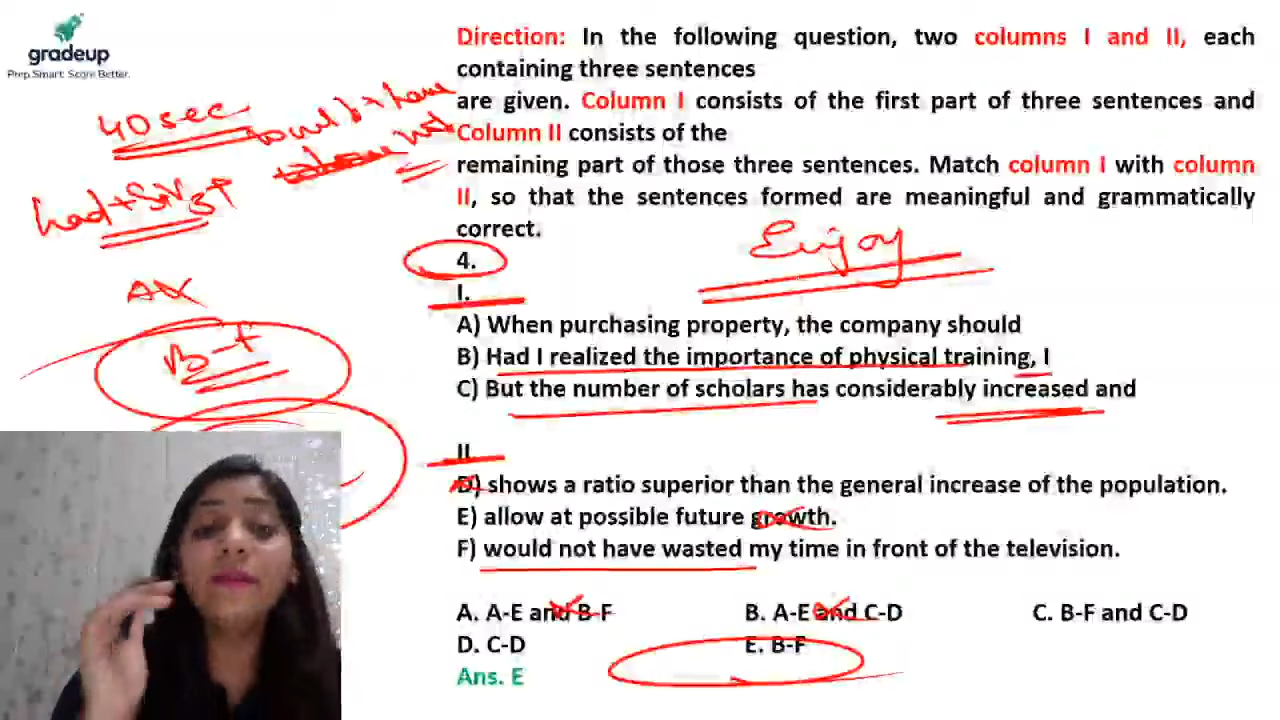 gradeup
Prep.Smart. Score Better.
Direction: In the following question, two columns I and II, each
containing three sentences
are given. Column I consists of the first part of three sentences and
Column II consists of the
remaining part of those three sentences. Match column I with column
II, so that the sentences formed are meaningful and grammatically
correct.
40 sec
had+
Enjoy
4.
I.
A) When purchasing property, the company should
B) Had I realized the importance of physical training, I
C) But the number of scholars has considerably increased and
B-f
II.
D) shows a ratio superior than the general increase of the population.
E) allow at possible future growth.
F) would not have wasted my time in front of the television.
A. A-E and B-F B. A-E and C-D C. B-F and C-D
D. C-D E. B-F
Ans. E